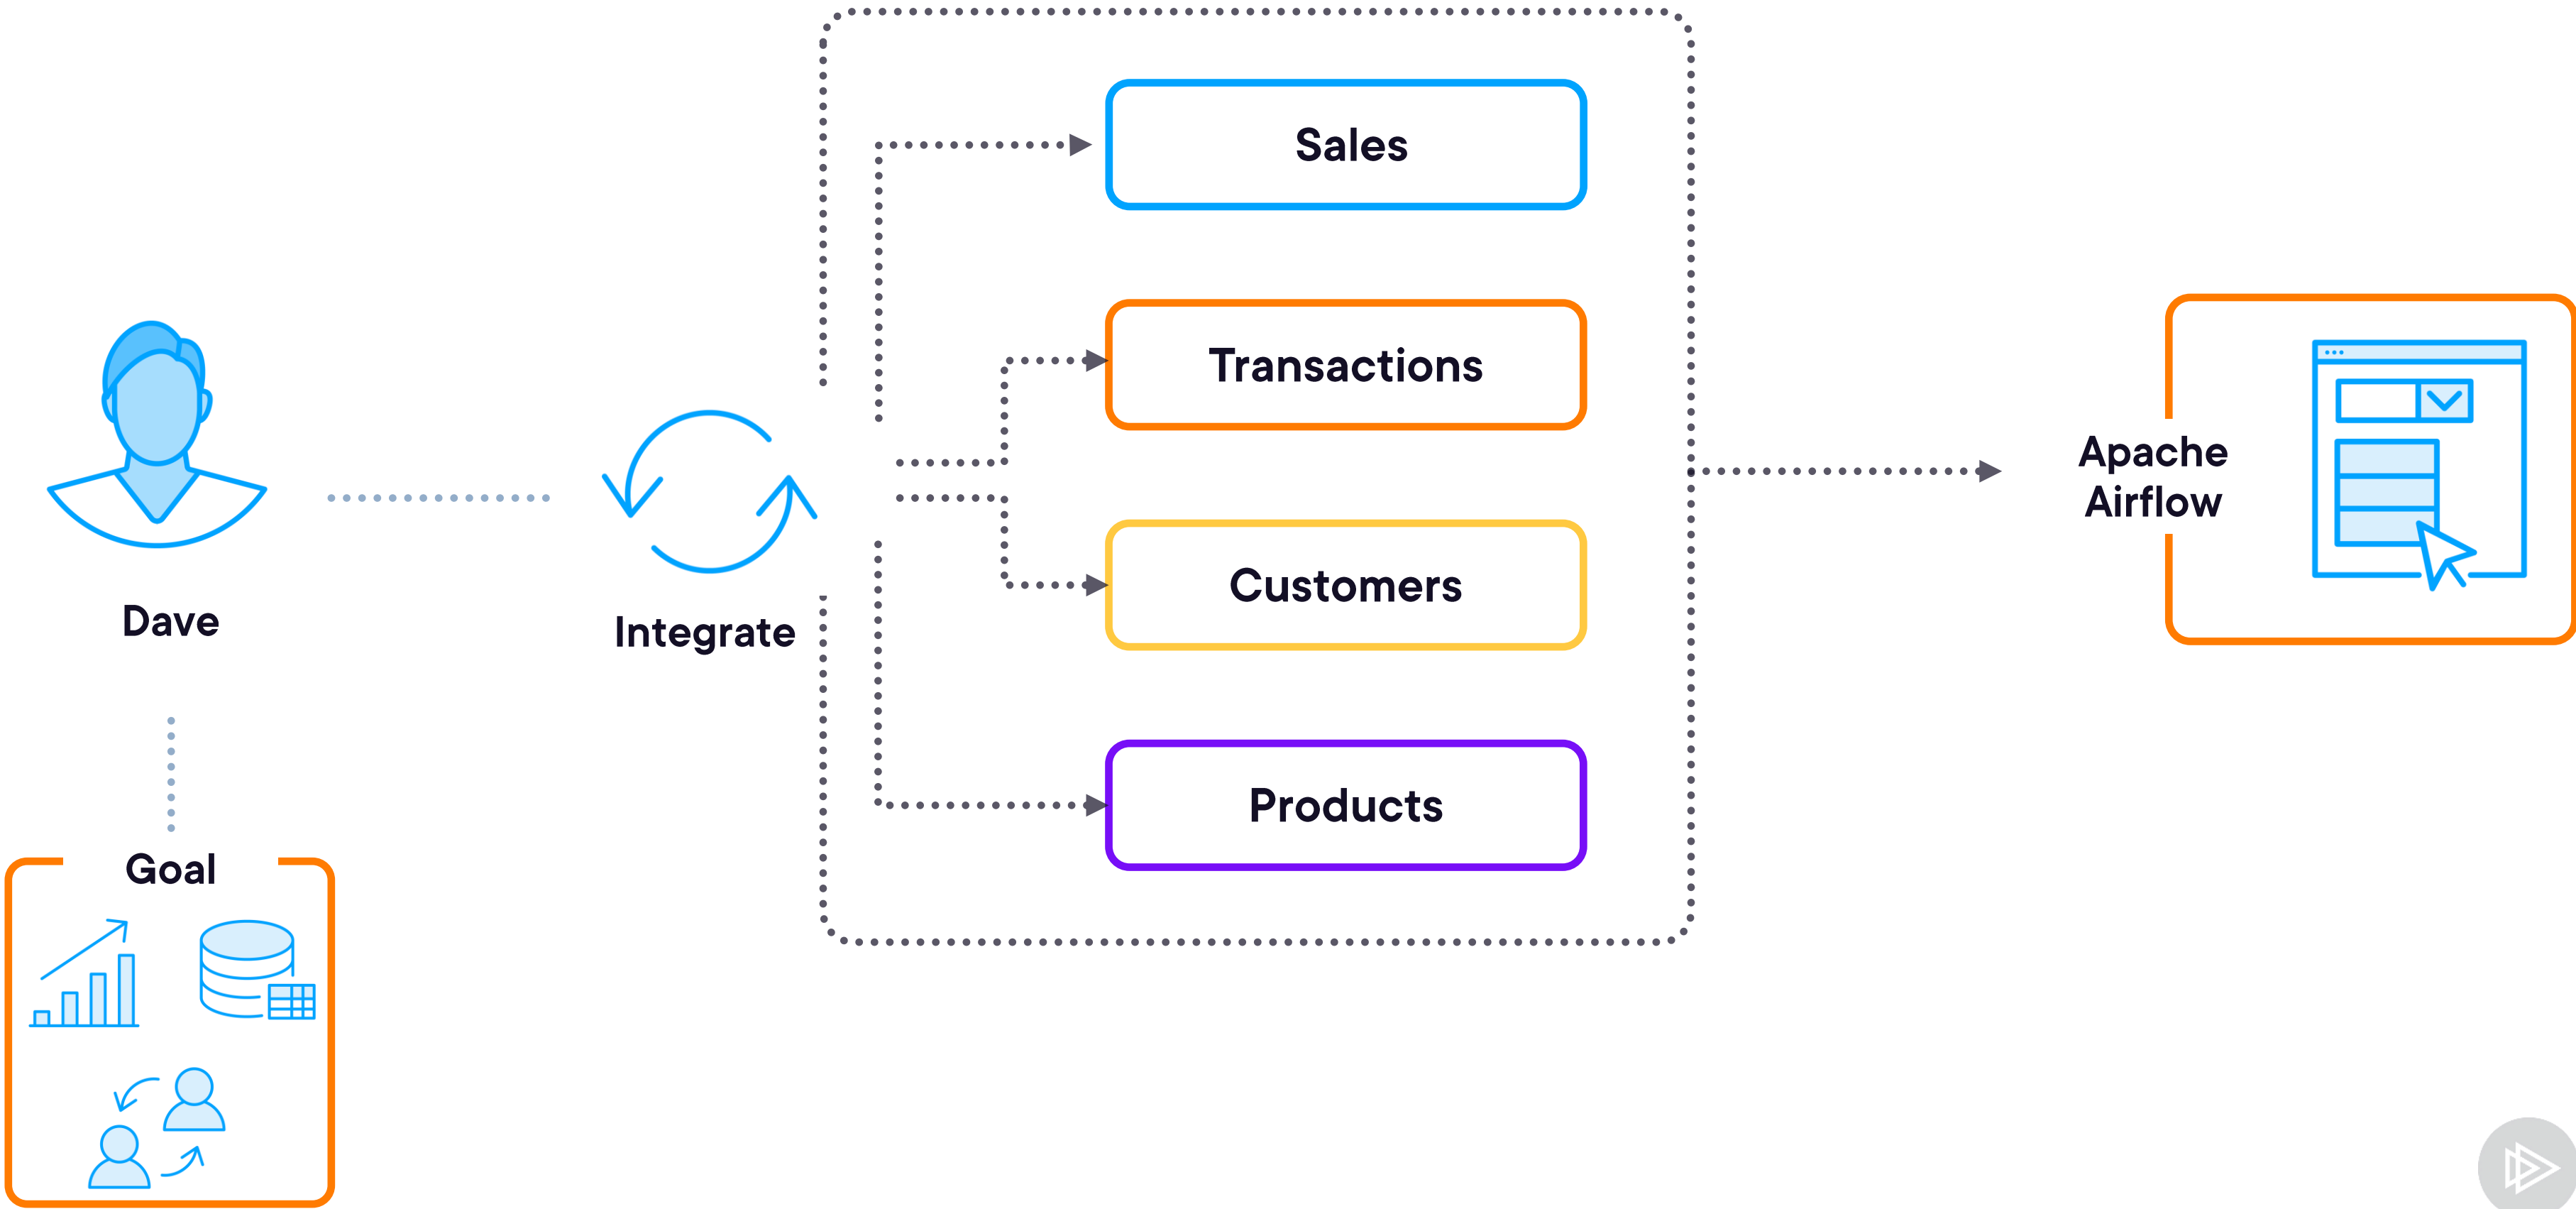 Sales
Transactions
Customers
Products
Dave
Integrate
Apache
Airflow
Goal